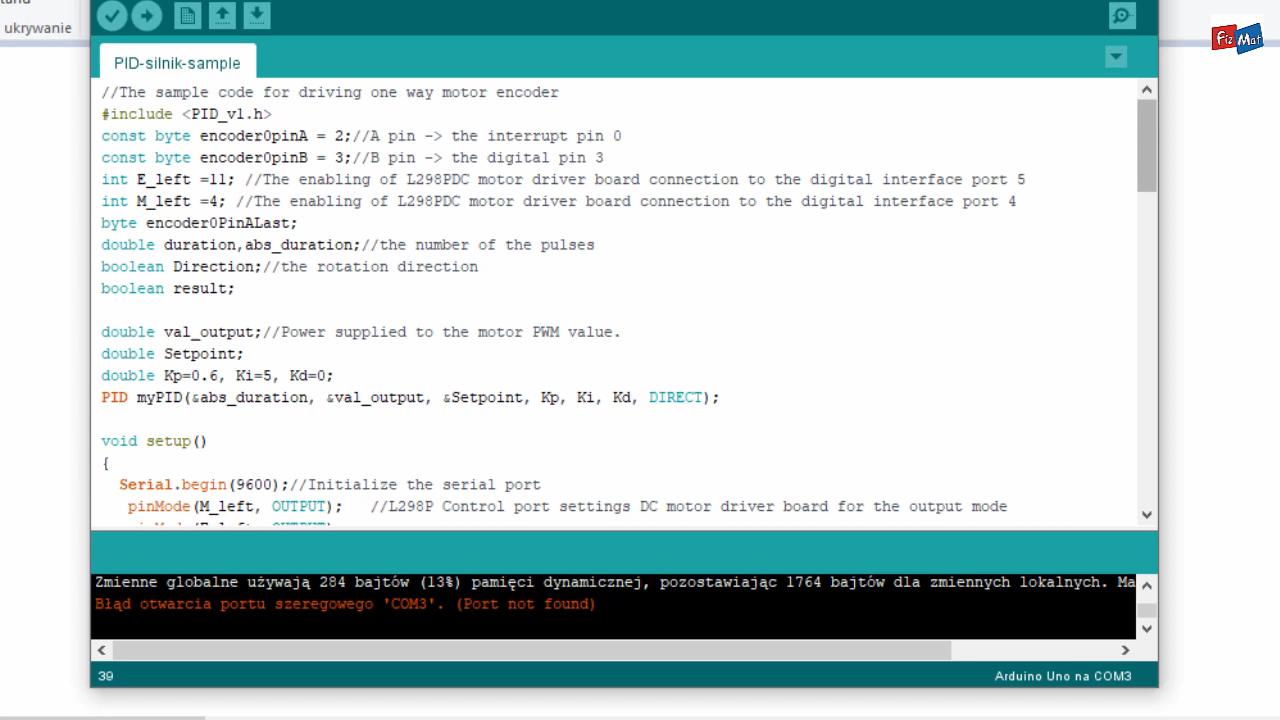 ukrywanie
FizMat
PID-silnik-sample
//The sample code for driving one way motor encoder
#include <PID_v1.h>
const byte encoder0pinA = 2;//A pin -> the interrupt pin 0
const byte encoder0pinB = 3;//B pin -> the digital pin 3
int E_left =11; //The enabling of L298PDC motor driver board connection to the digital interface port 5
int M_left =4; //The enabling of L298PDC motor driver board connection to the digital interface port 4
byte encoder0PinALast;
double duration,abs_duration;//the number of the pulses
boolean Direction;//the rotation direction
boolean result;
double val_output;//Power supplied to the motor PWM value.
double Setpoint;
double Kp=0.6, Ki=5, Kd=0;
PID myPID(&abs_duration, &val_output, &Setpoint, Kp, Ki, Kd, DIRECT);
void setup()
{
Serial.begin(9600);//Initialize the serial port
pinMode(M_left, OUTPUT);   //L298P Control port settings DC motor driver board for the output mode
Zmienne globalne używają 284 bajtów (13%) pamięci dynamicznej, pozostawiając 1764 bajtów dla zmiennych lokalnych. Ma
Błąd otwarcia portu szeregowego 'COM3'. (Port not found)
39
Arduino Uno na COM3